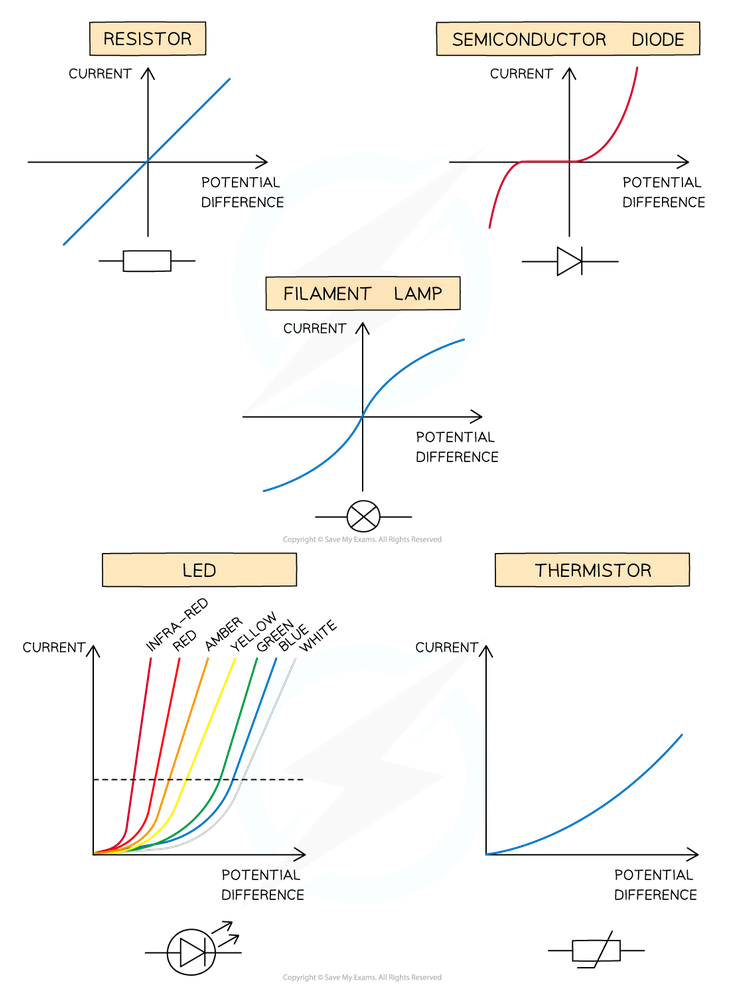 RESISTOR
CURRENT
POTENTIAL
DIFFERENCE
SEMICONDUCTOR DIODE
CURRENT
POTENTIAL
DIFFERENCE
FILAMENT LAMP
CURRENT
POTENTIAL
DIFFERENCE
Copyright © Save My Exams. All Rights Reserved
LED
CURRENT
INFRA-RED
RED
AMBER
YELLOW
GREEN
BLUE
WHITE
POTENTIAL
DIFFERENCE
THERMISTOR
CURRENT
POTENTIAL
DIFFERENCE
Copyright © Save My Exams. All Rights Reserved